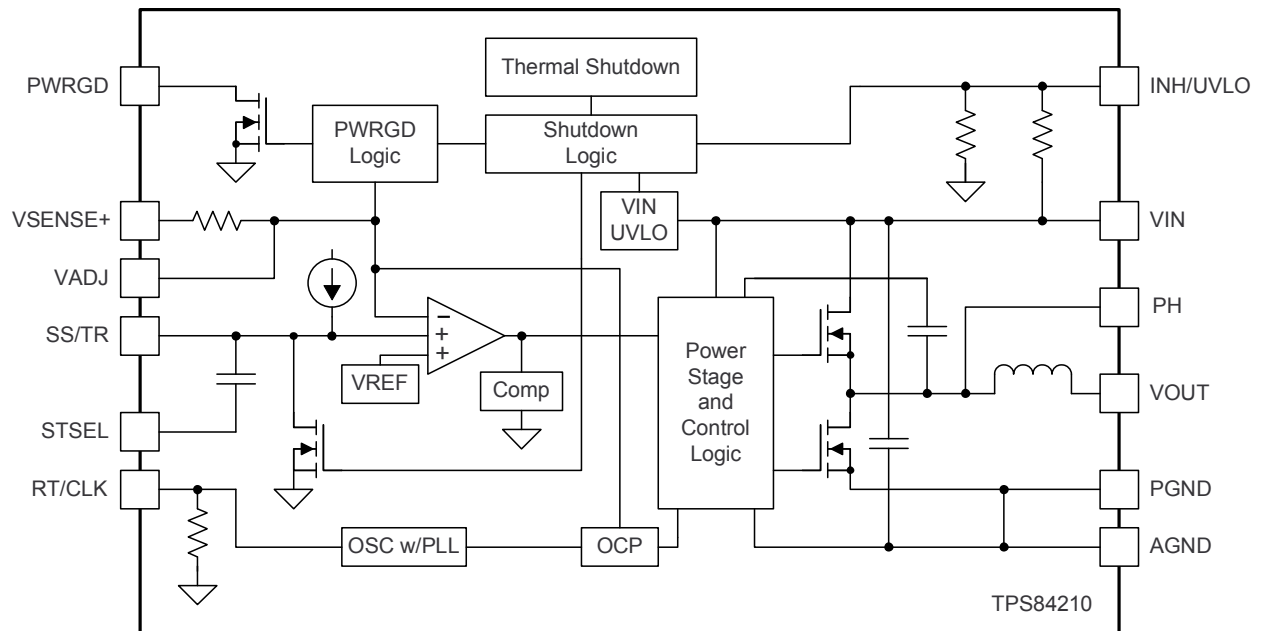 Thermal Shutdown
PWRGD
INH/UVLO
PWRGD
Logic
Shutdown
Logic
VSENSE+
VIN
UVLO
VIN
VADJ
PH
SS/TR
−
+
+
VREF
Comp
Power
Stage
and
Control
Logic
VOUT
STSEL
RT/CLK
PGND
OSC w/PLL
OCP
AGND
TPS84210